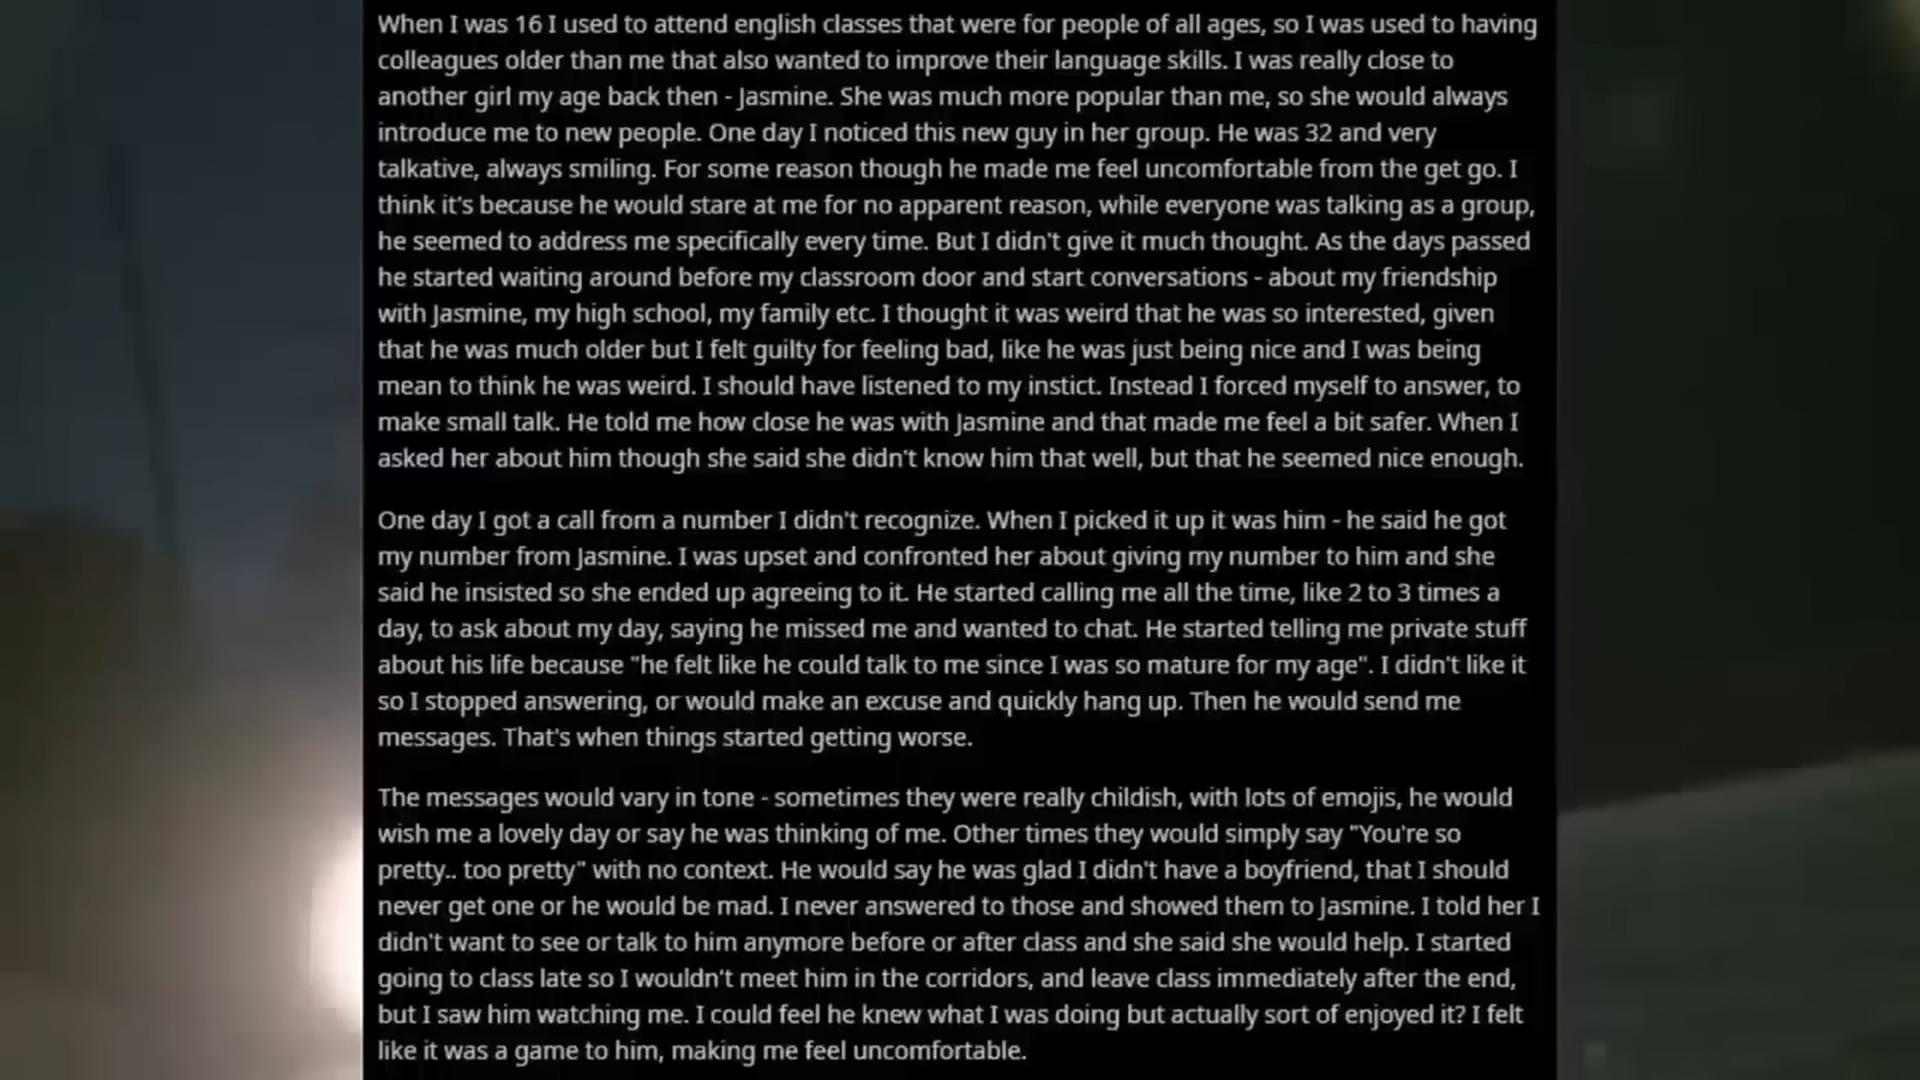 When I was 16 I used to attend english classes that were for people of all ages, so I was used to having
colleagues older than me that also wanted to improve their language skills. I was really close to
another girl my age back then - Jasmine. She was much more popular than me, so she would always
introduce me to new people. One day I noticed this new guy in her group. He was 32 and very
talkative, always smiling. For some reason though he made me feel uncomfortable from the get go. I
think it's because he would stare at me for no apparent reason, while everyone was talking as a group,
he seemed to address me specifically every time. But I didn't give it much thought. As the days passed
he started waiting around before my classroom door and start conversations - about my friendship
with Jasmine, my high school, my family etc. I thought it was weird that he was so interested, given
that he was much older but I felt guilty for feeling bad, like he was just being nice and I was being
mean to think he was weird. I should have listened to my instict. Instead I forced myself to answer, to
make small talk. He told me how close he was with Jasmine and that made me feel a bit safer. When I
asked her about him though she said she didn't know him that well, but that he seemed nice enough.
One day I got a call from a number I didn't recognize. When I picked it up it was him - he said he got
my number from Jasmine. I was upset and confronted her about giving my number to him and she
said he insisted so she ended up agreeing to it. He started calling me all the time, like 2 to 3 times a
day, to ask about my day, saying he missed me and wanted to chat. He started telling me private stuff
about his life because "he felt like he could talk to me since I was so mature for my age". I didn't like it
so I stopped answering, or would make an excuse and quickly hang up. Then he would send me
messages. That's when things started getting worse.
The messages would vary in tone - sometimes they were really childish, with lots of emojis, he would
wish me a lovely day or say he was thinking of me. Other times they would simply say "You're so
pretty.. too pretty" with no context. He would say he was glad I didn't have a boyfriend, that I should
never get one or he would be mad. I never answered to those and showed them to Jasmine. I told her I
didn't want to see or talk to him anymore before or after class and she said she would help. I started
going to class late so I wouldn't meet him in the corridors, and leave class immediately after the end,
but I saw him watching me. I could feel he knew what I was doing but actually sort of enjoyed it? I felt
like it was a game to him, making me feel uncomfortable.